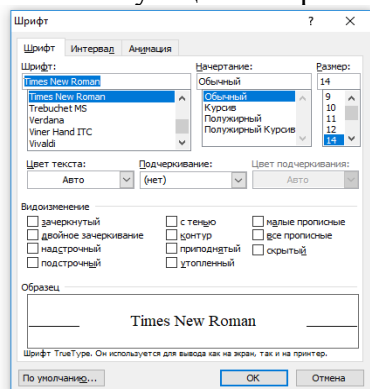 Шрифт ? ×
Шрифт Интервал Анимация
Шрифт: Начертание: Размер:
Times New Roman Обычный 14
Times New Roman Обычный 9
Trebuchet MS Курсив 10
Verdana Полужирный 11
Viner Hand ITC Полужирный Курсив 12
Vivaldi 14
Цвет текста: Подчеркивание: Цвет подчеркивания:
Авто (нет) Авто
Видоизменение
зачеркнутый с тенью малые прописные
двойное зачеркивание контур все прописные
надстрочный приподнятый скрытый
подстрочный утопленный
Образец
Times New Roman
Шрифт TrueType. Он используется для вывода как на экран, так и на принтер.
По умолчанию... ОК Отмена